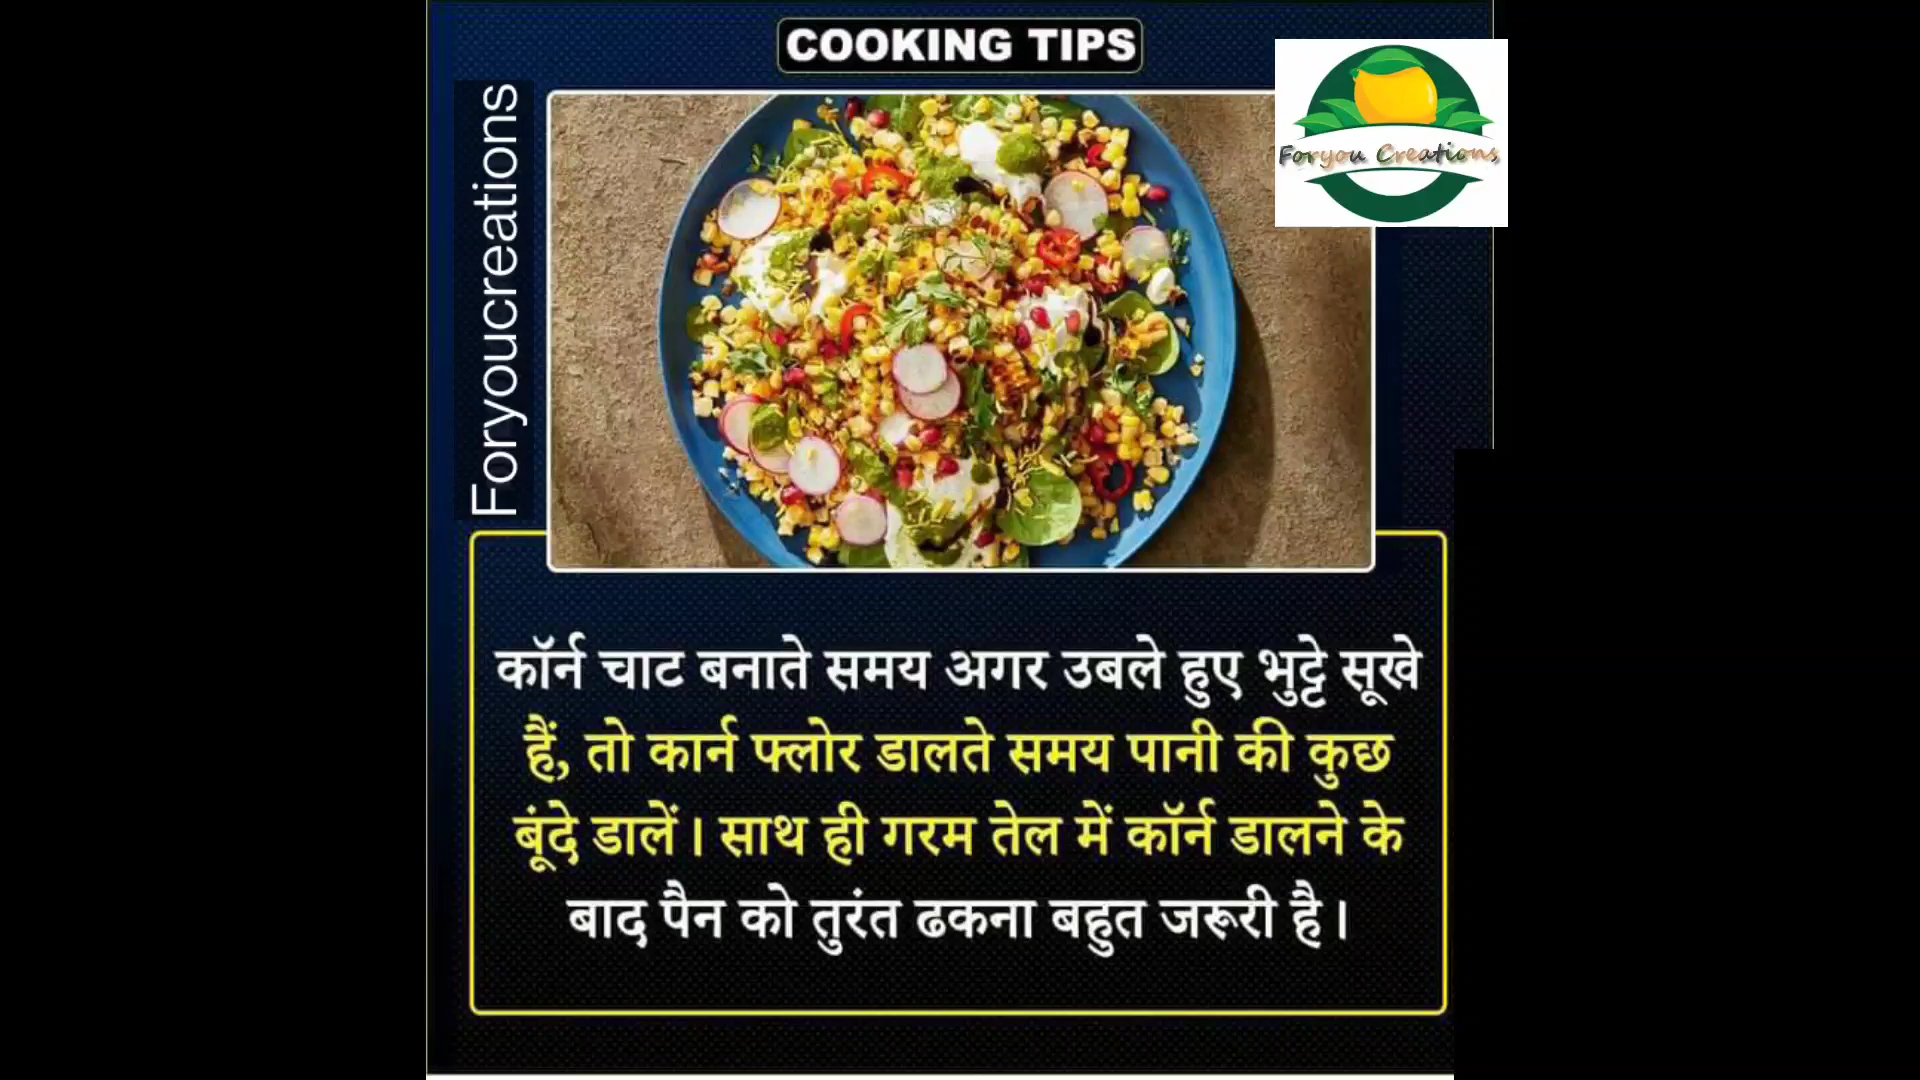 COOKING TIPS
Foryoucreations
Foryou Creations
कॉर्न चाट बनाते समय अगर उबले हुए भुट्टे सूखे
हैं, तो कार्न फ्लोर डालते समय पानी की कुछ
बूंदे डालें। साथ ही गरम तेल में कॉर्न डालने के
बाद पैन को तुरंत ढकना बहुत जरूरी है।